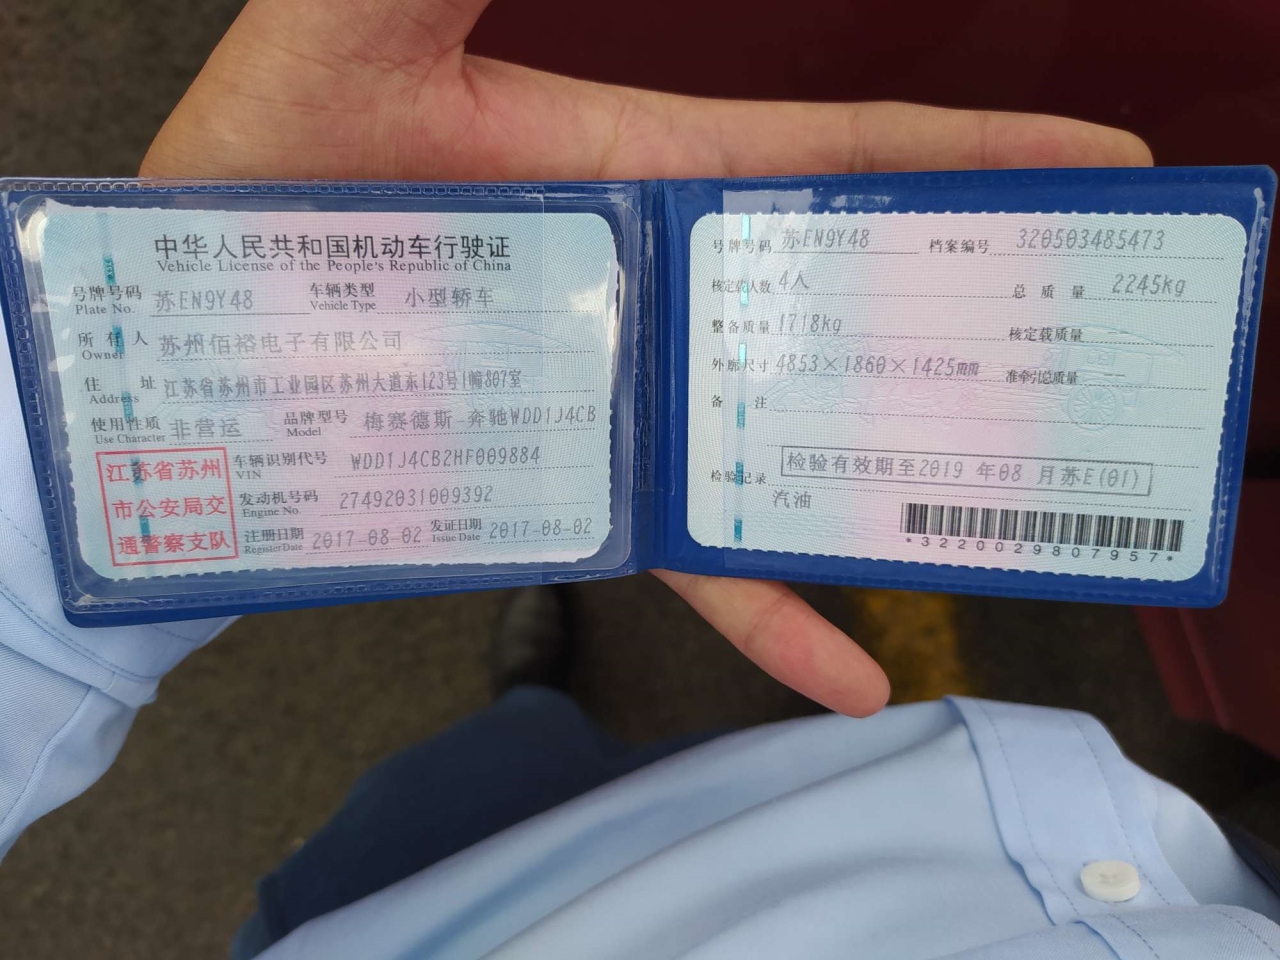 中华人民共和国机动车行驶证
Vehicle License of the People's Republic of China
号牌号码 苏EN9Y48 车辆类型 小型轿车
Plate No. Vehicle Type
所有人 苏州佰裕电子有限公司
Owner
住址 江苏省苏州市工业园区苏州大道东123号1幢807室
Address
使用性质 非营运 品牌型号 梅赛德斯-奔驰WDD1J4CB
Use Character Model
江苏省苏州
市公安局交
通警察支队
车辆识别代号 WDD1J4CB2HF009884
VIN
发动机号码 27492031009392
Engine No.
注册日期 2017-08-02 发证日期 2017-08-02
Register Date Issue Date
号牌号码 苏EN9Y48 档案编号 320503485473
核定载人数 4人 总质量 2245kg
整备质量 1718kg 核定载质量
外廓尺寸 4853×1860×1425mm 准牵引总质量
备注
检验记录 检验有效期至2019年08月苏E(01)
汽油
*3220029807957*